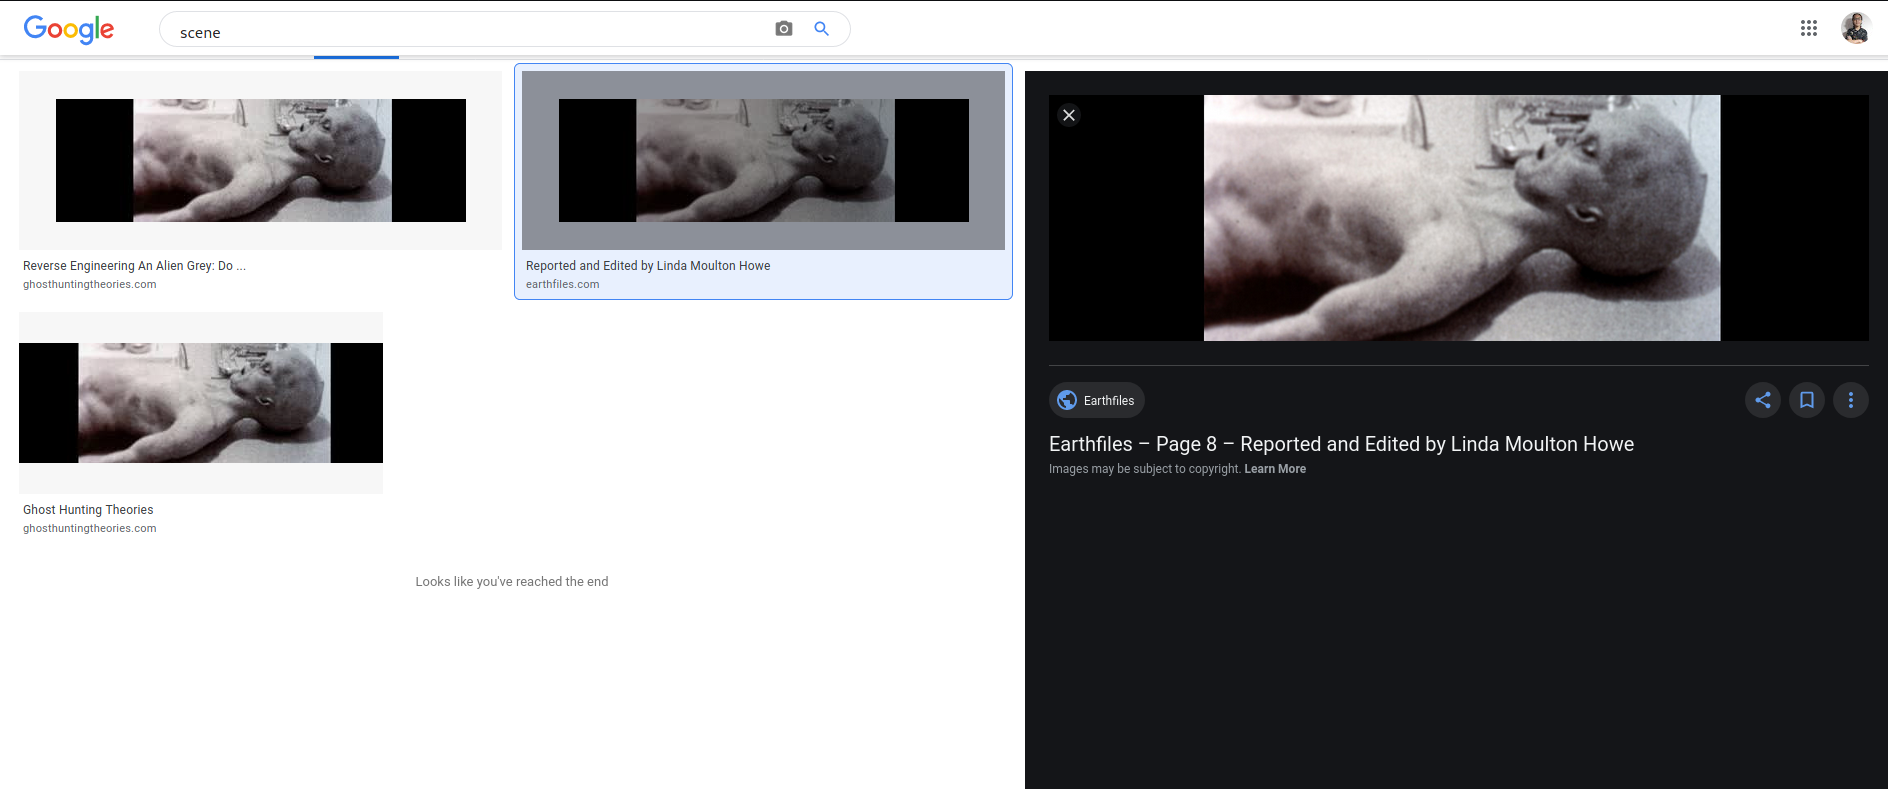 Google
scene
Reverse Engineering An Alien Grey: Do ...
ghosthuntingtheories.com
Reported and Edited by Linda Moulton Howe
earthfiles.com
Ghost Hunting Theories
ghosthuntingtheories.com
Looks like you've reached the end
Earthfiles
Earthfiles – Page 8 – Reported and Edited by Linda Moulton Howe
Images may be subject to copyright. Learn More